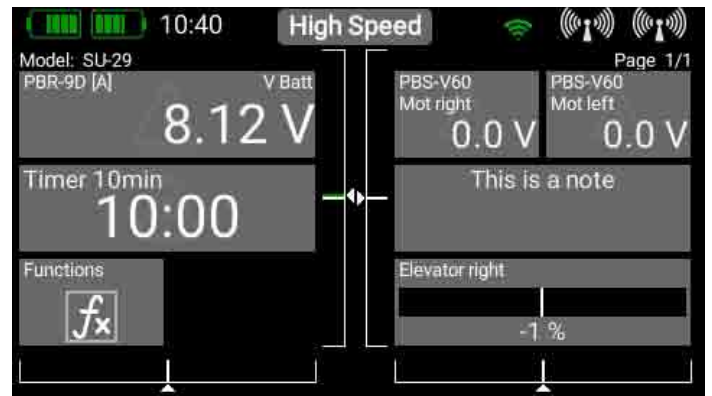 10:40 High Speed
Model: SU-29 Page 1/1
PBR-9D [A] V Batt
8.12 V
PBS-V60
Mot right
0.0 V
PBS-V60
Mot left
0.0 V
Timer 10min
10:00
This is a note
Functions
fx
Elevator right
-1 %